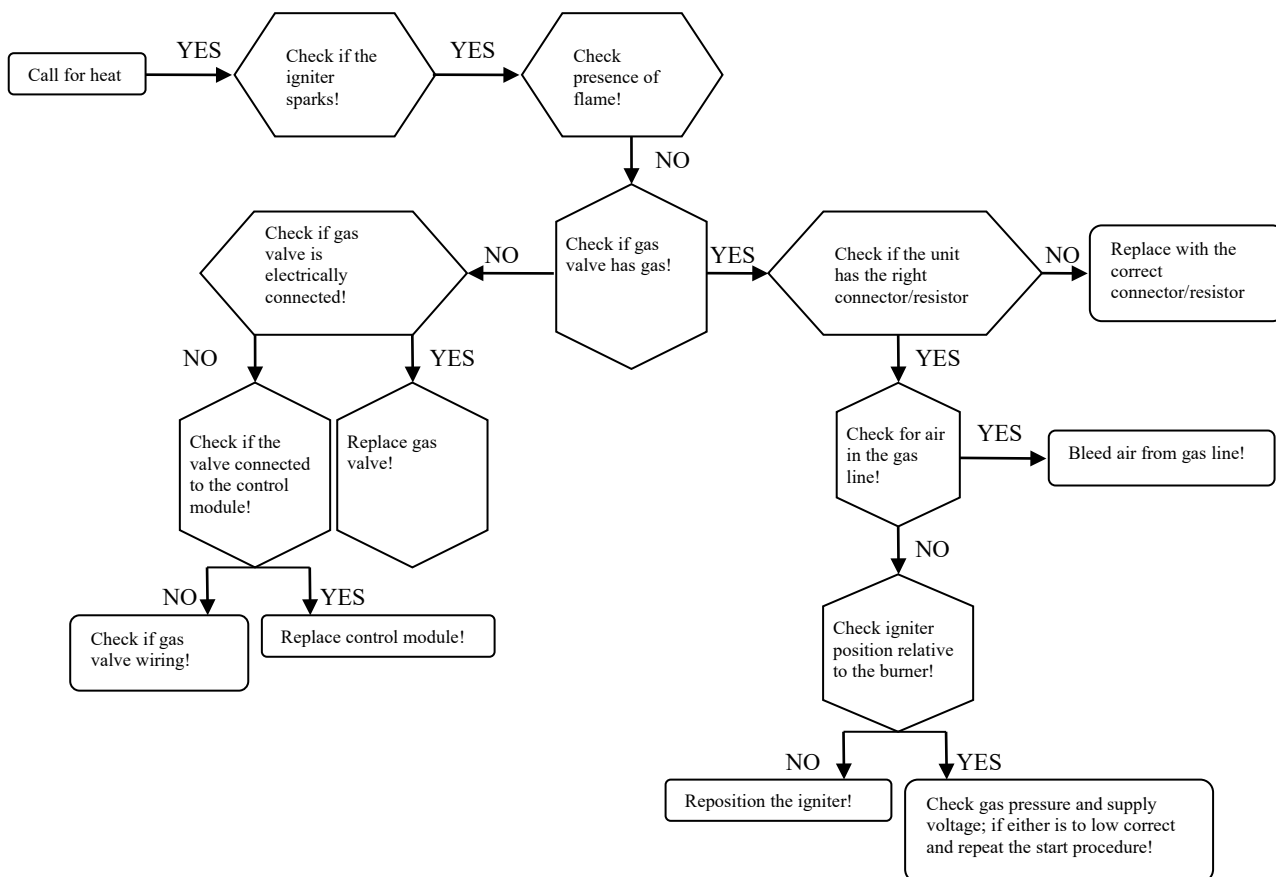 YES
YES
Call for heat
Check if the
igniter
sparks!
Check
presence of
flame!
NO
Check if gas
valve is
electrically
connected!
NO
Check if gas
valve has gas!
YES
Check if the unit
has the right
connector/resistor
NO
Replace with the
correct
connector/resistor
NO
YES
YES
Check if the
valve connected
to the control
module!
Replace gas
valve!
Check for air
in the gas
line!
YES
Bleed air from gas line!
NO
NO
YES
Check if gas
valve wiring!
Replace control module!
Check igniter
position relative
to the burner!
NO
YES
Reposition the igniter!
Check gas pressure and supply
voltage; if either is to low correct
and repeat the start procedure!